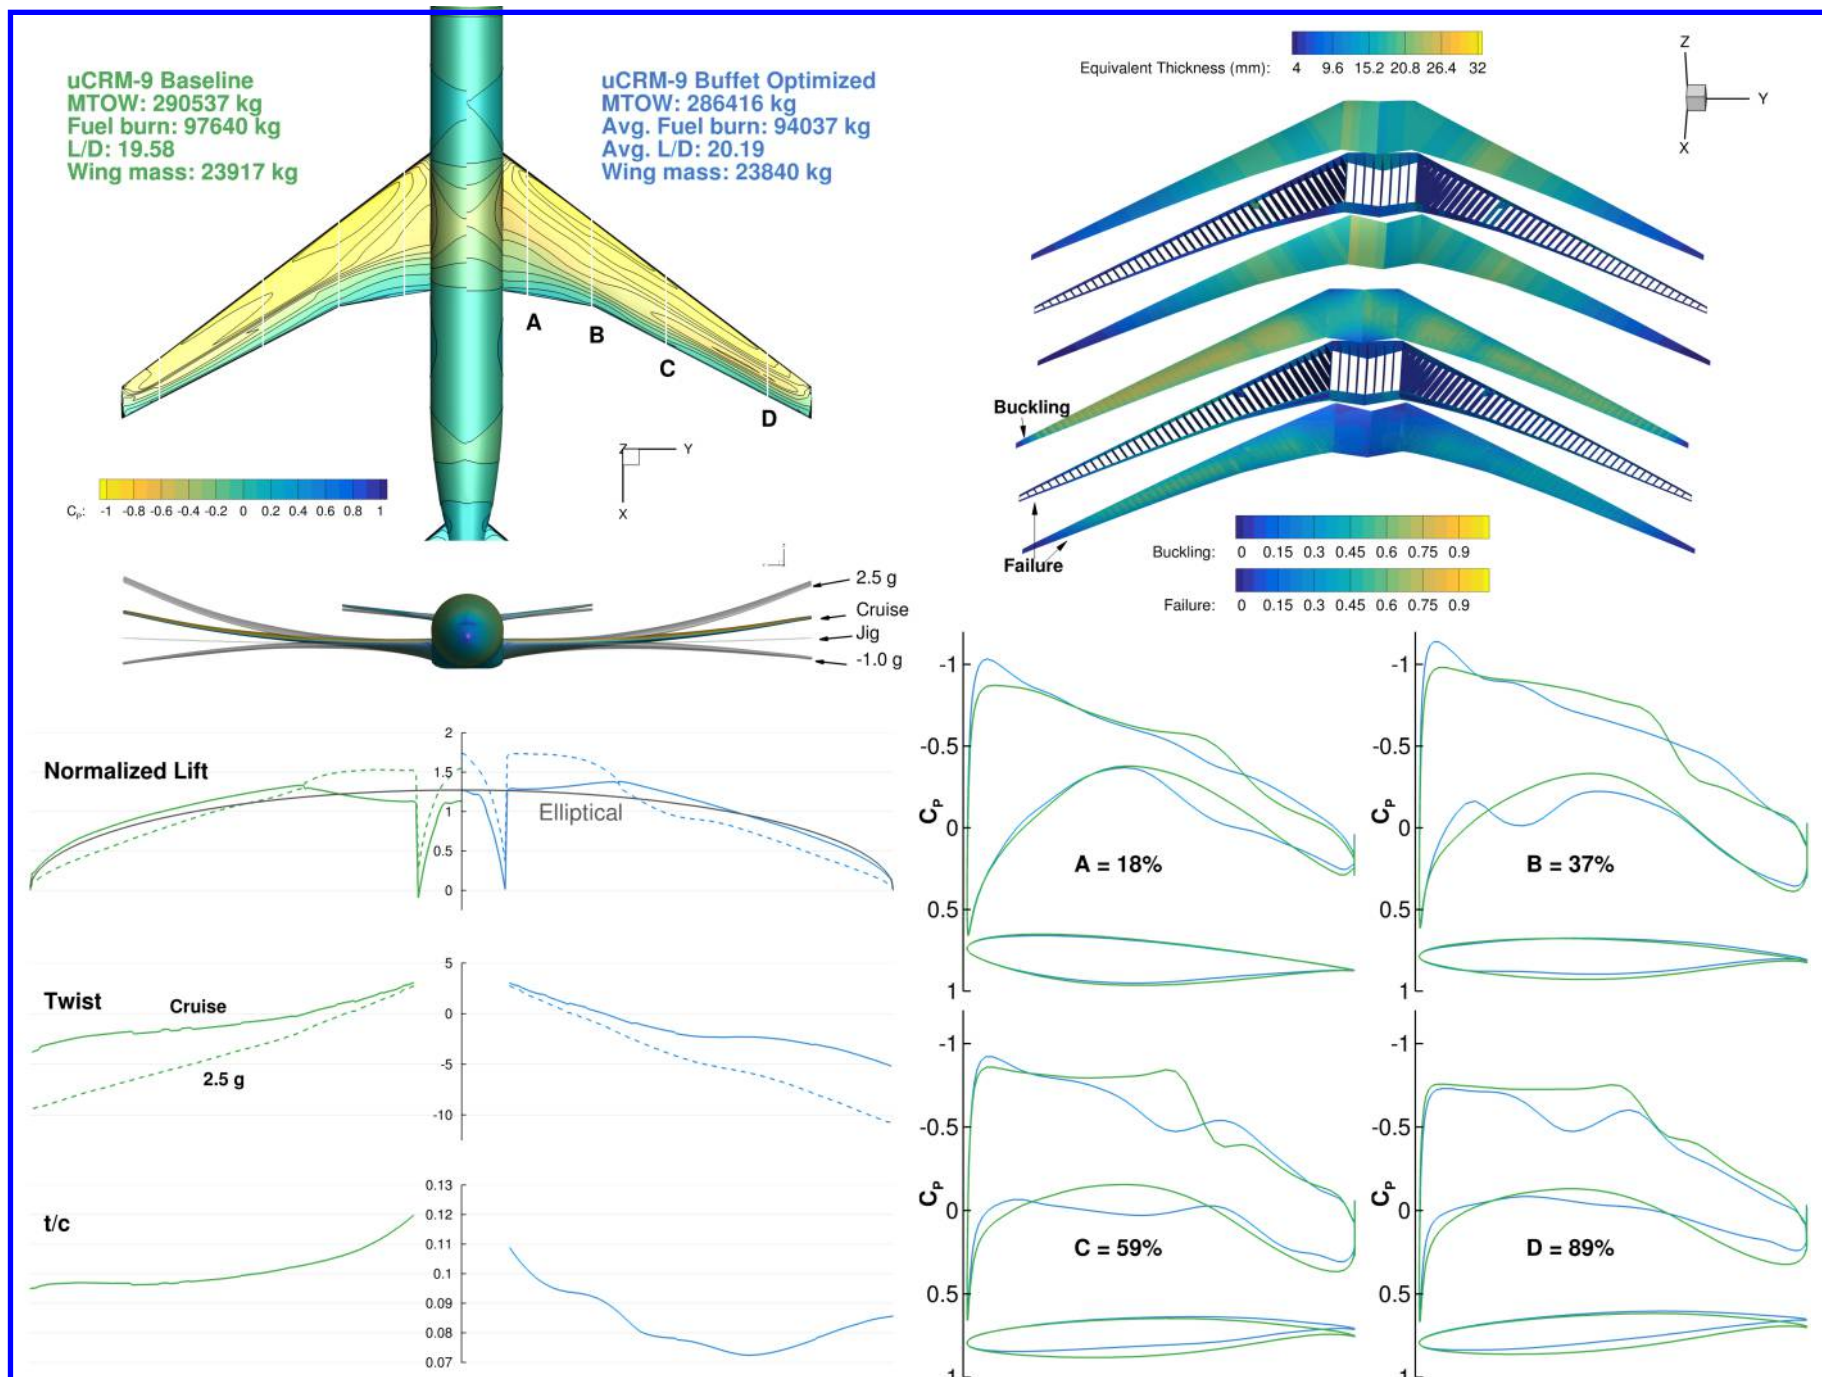 uCRM-9 Baseline
MTOW: 290537 kg
Fuel burn: 97640 kg
L/D: 19.58
Wing mass: 23917 kg
uCRM-9 Buffet Optimized
MTOW: 286416 kg
Avg. Fuel burn: 94037 kg
Avg. L/D: 20.19
Wing mass: 23840 kg
A
B
C
D
Z Y
X
CP: -1 -0.8 -0.6 -0.4 -0.2 0 0.2 0.4 0.6 0.8 1
Equivalent Thickness (mm): 4 9.6 15.2 20.8 26.4 32
Z
Y
X
Buckling
Failure
Buckling: 0 0.15 0.3 0.45 0.6 0.75 0.9
Failure: 0 0.15 0.3 0.45 0.6 0.75 0.9
2.5 g
Cruise
Jig
-1.0 g
Normalized Lift
2
1.5
1
0.5
0
Elliptical
Twist
Cruise
2.5 g
5
0
-5
-10
t/c
0.13
0.12
0.11
0.1
0.09
0.08
0.07
-1
-0.5
0
0.5
1
CP
A = 18%
-1
-0.5
0
0.5
1
CP
B = 37%
-1
-0.5
0
0.5
1
CP
C = 59%
-1
-0.5
0
0.5
1
CP
D = 89%